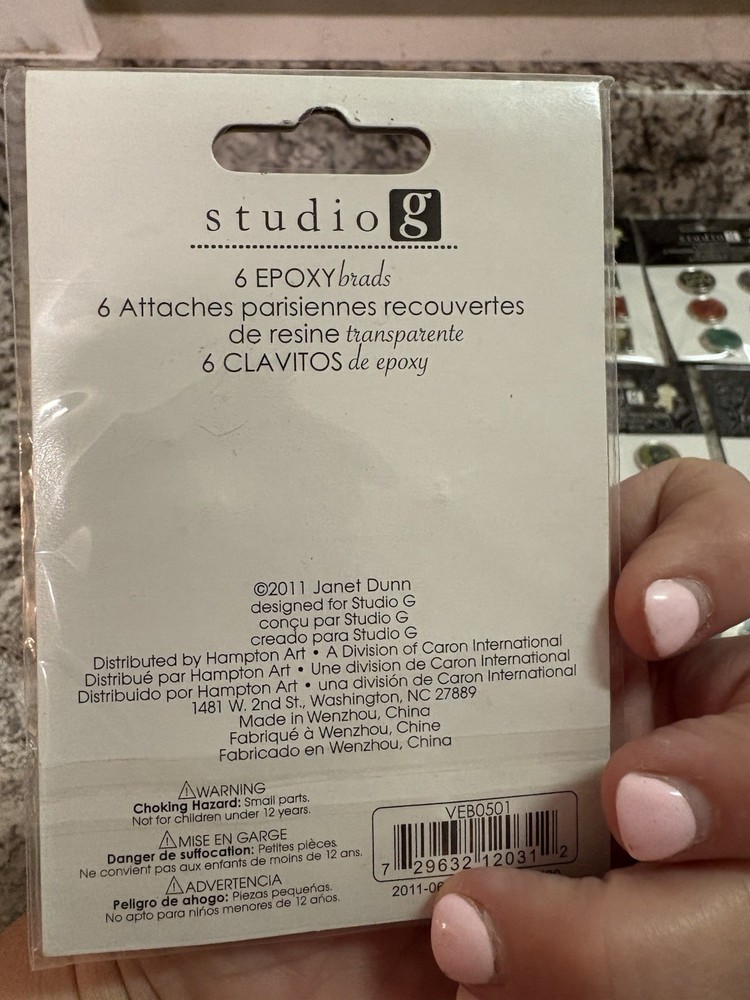 studio g
6 EPOXY brads
6 Attaches parisiennes recouvertes
de resine transparente
6 CLAVITOS de epoxy
©2011 Janet Dunn
designed for Studio G
conçu par Studio G
creado para Studio G
Distributed by Hampton Art • A Division of Caron International
Distribué par Hampton Art • Une division de Caron International
Distribuido por Hampton Art • una división de Caron International
1481 W. 2nd St., Washington, NC 27889
Made in Wenzhou, China
Fabriqué à Wenzhou, Chine
Fabricado en Wenzhou, China
⚠WARNING
Choking Hazard: Small parts.
Not for children under 12 years.
⚠MISE EN GARGE
Danger de suffocation: Petites pièces.
Ne convient pas aux enfants de moins de 12 ans.
⚠ADVERTENCIA
Peligro de ahogo: Piezas pequeñas.
No apto para niños menores de 12 años.
VEB0501
7 29632 12031 2
studio g